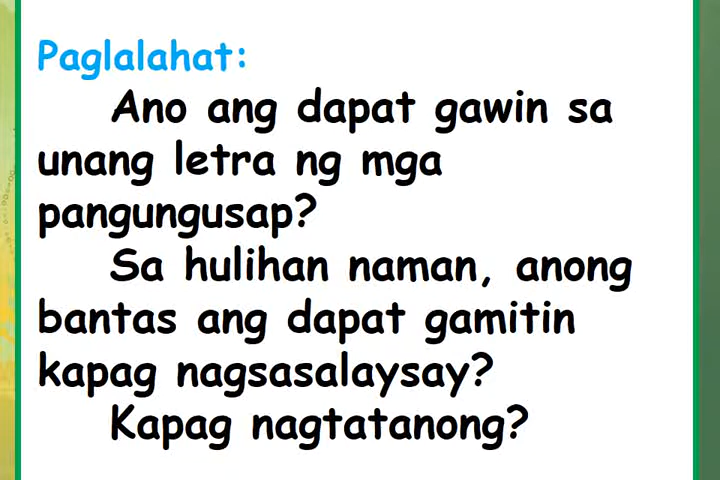 Paglalahat:
Ano ang dapat gawin sa
unang letra ng mga
pangungusap?
Sa hulihan naman, anong
bantas ang dapat gamitin
kapag nagsasalaysay?
Kapag nagtatanong?